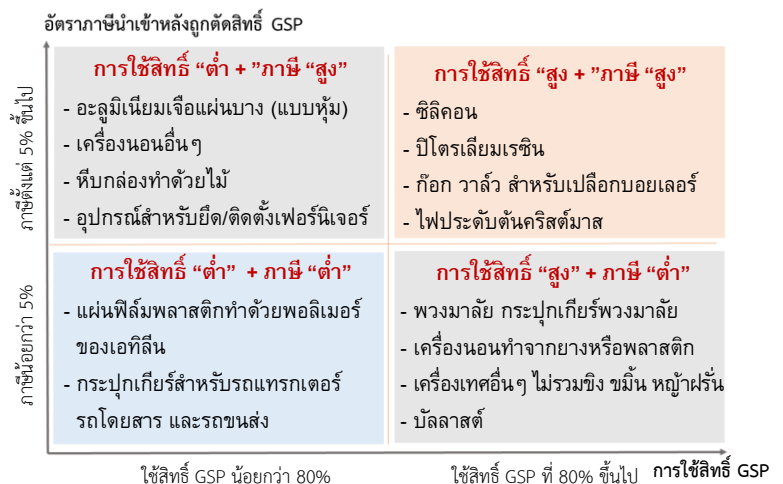 อัตราภาษีนำเข้าหลังถูกตัดสิทธิ์ GSP
ภาษีตั้งแต่ 5% ขึ้นไป
การใช้สิทธิ์ “ต่ำ + ”ภาษี “สูง”
- อะลูมิเนียมเจือแผ่นบาง (แบบหุ้ม)
- เครื่องนอนอื่นๆ
- หีบกล่องทำด้วยไม้
- อุปกรณ์สำหรับยึด/ติดตั้งเฟอร์นิเจอร์
การใช้สิทธิ์ “สูง + ”ภาษี “สูง”
- ซิลิคอน
- ปิโตรเลียมเรซิน
- ก๊อก วาล์ว สำหรับเปลือกบอยเลอร์
- ไฟประดับต้นคริสต์มาส
ภาษีน้อยกว่า 5%
การใช้สิทธิ์ “ต่ำ” + ภาษี “ต่ำ”
- แผ่นฟิล์มพลาสติกทำด้วยพอลิเมอร์
ของเอทิลีน
- กระปุกเกียร์สำหรับรถแทรกเตอร์
รถโดยสาร และรถขนส่ง
การใช้สิทธิ์ “สูง” + ภาษี “ต่ำ”
- พวงมาลัย กระปุกเกียร์พวงมาลัย
- เครื่องนอนทำจากยางหรือพลาสติก
- เครื่องเทศอื่นๆ ไม่รวมขิง ขมิ้น หญ้าฝรั่น
- บัลลาสต์
ใช้สิทธิ์ GSP น้อยกว่า 80%
ใช้สิทธิ์ GSP ที่ 80% ขึ้นไป
การใช้สิทธิ์ GSP